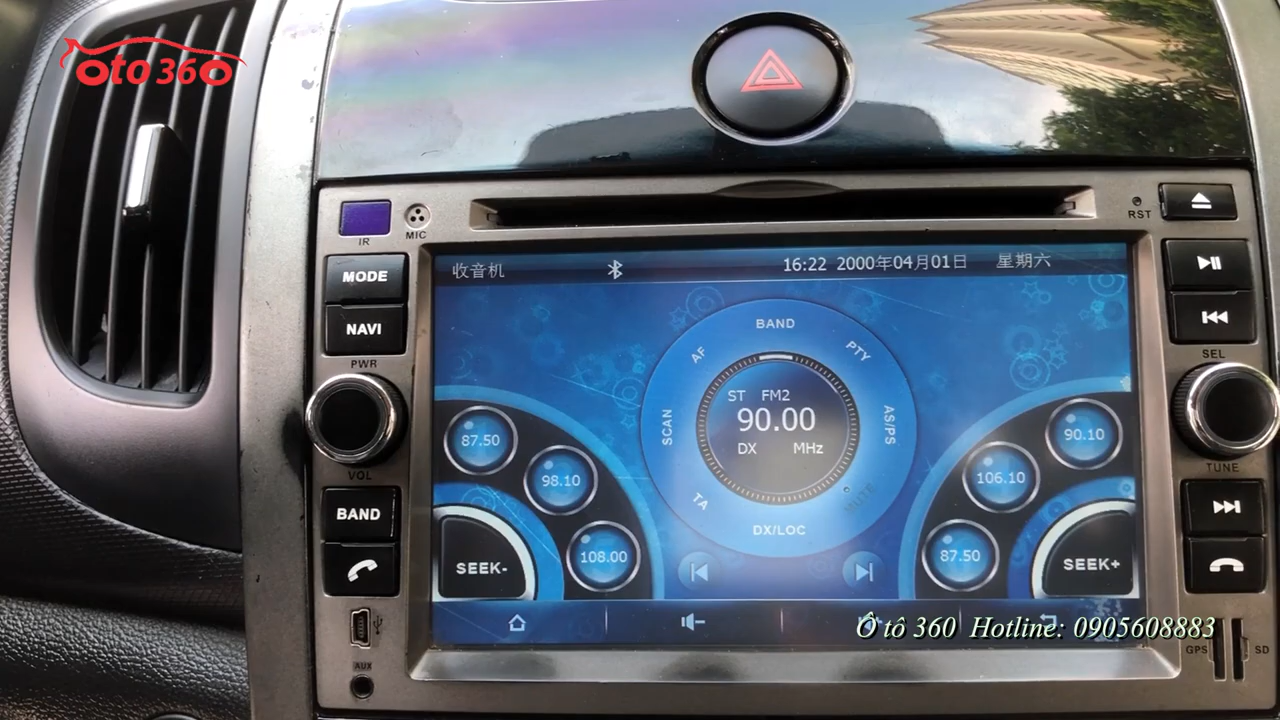 oto 360
IR
MIC
RST
MODE
NAVI
PWR
VOL
BAND
AUX
收音机
16:22 2000年04月01日 星期六
BAND
AF
PTY
SCAN
AS/PS
TA
MUTE
DX/LOC
ST FM2
90.00
DX MHz
87.50
98.10
108.00
SEEK-
90.10
106.10
87.50
SEEK+
SEL
TUNE
GPS
SD
Ô tô 360 Hotline: 0905608883